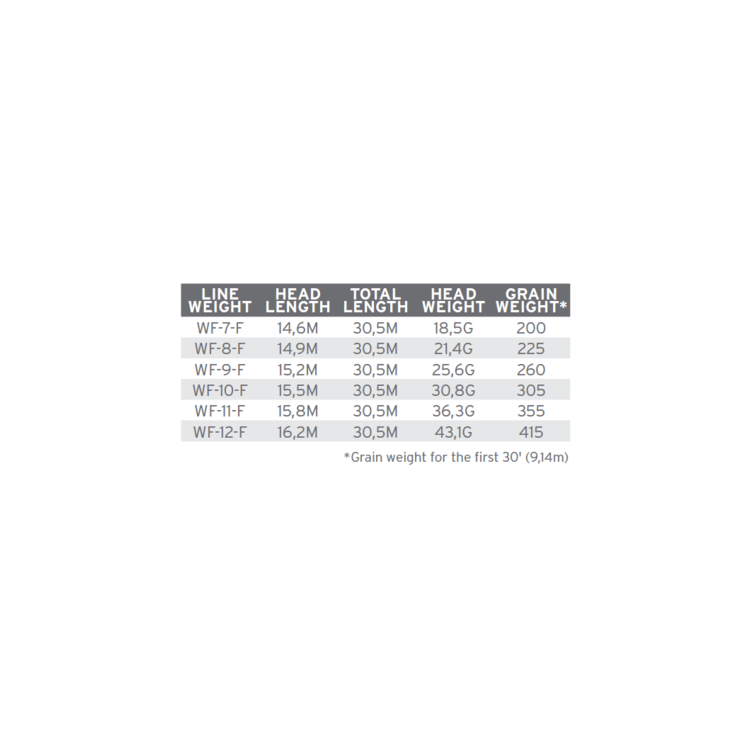 LINE WEIGHT HEAD LENGTH TOTAL LENGTH HEAD WEIGHT GRAIN WEIGHT*
WF-7-F 14,6M 30,5M 18,5G 200
WF-8-F 14,9M 30,5M 21,4G 225
WF-9-F 15,2M 30,5M 25,6G 260
WF-10-F 15,5M 30,5M 30,8G 305
WF-11-F 15,8M 30,5M 36,3G 355
WF-12-F 16,2M 30,5M 43,1G 415
*Grain weight for the first 30' (9,14m)